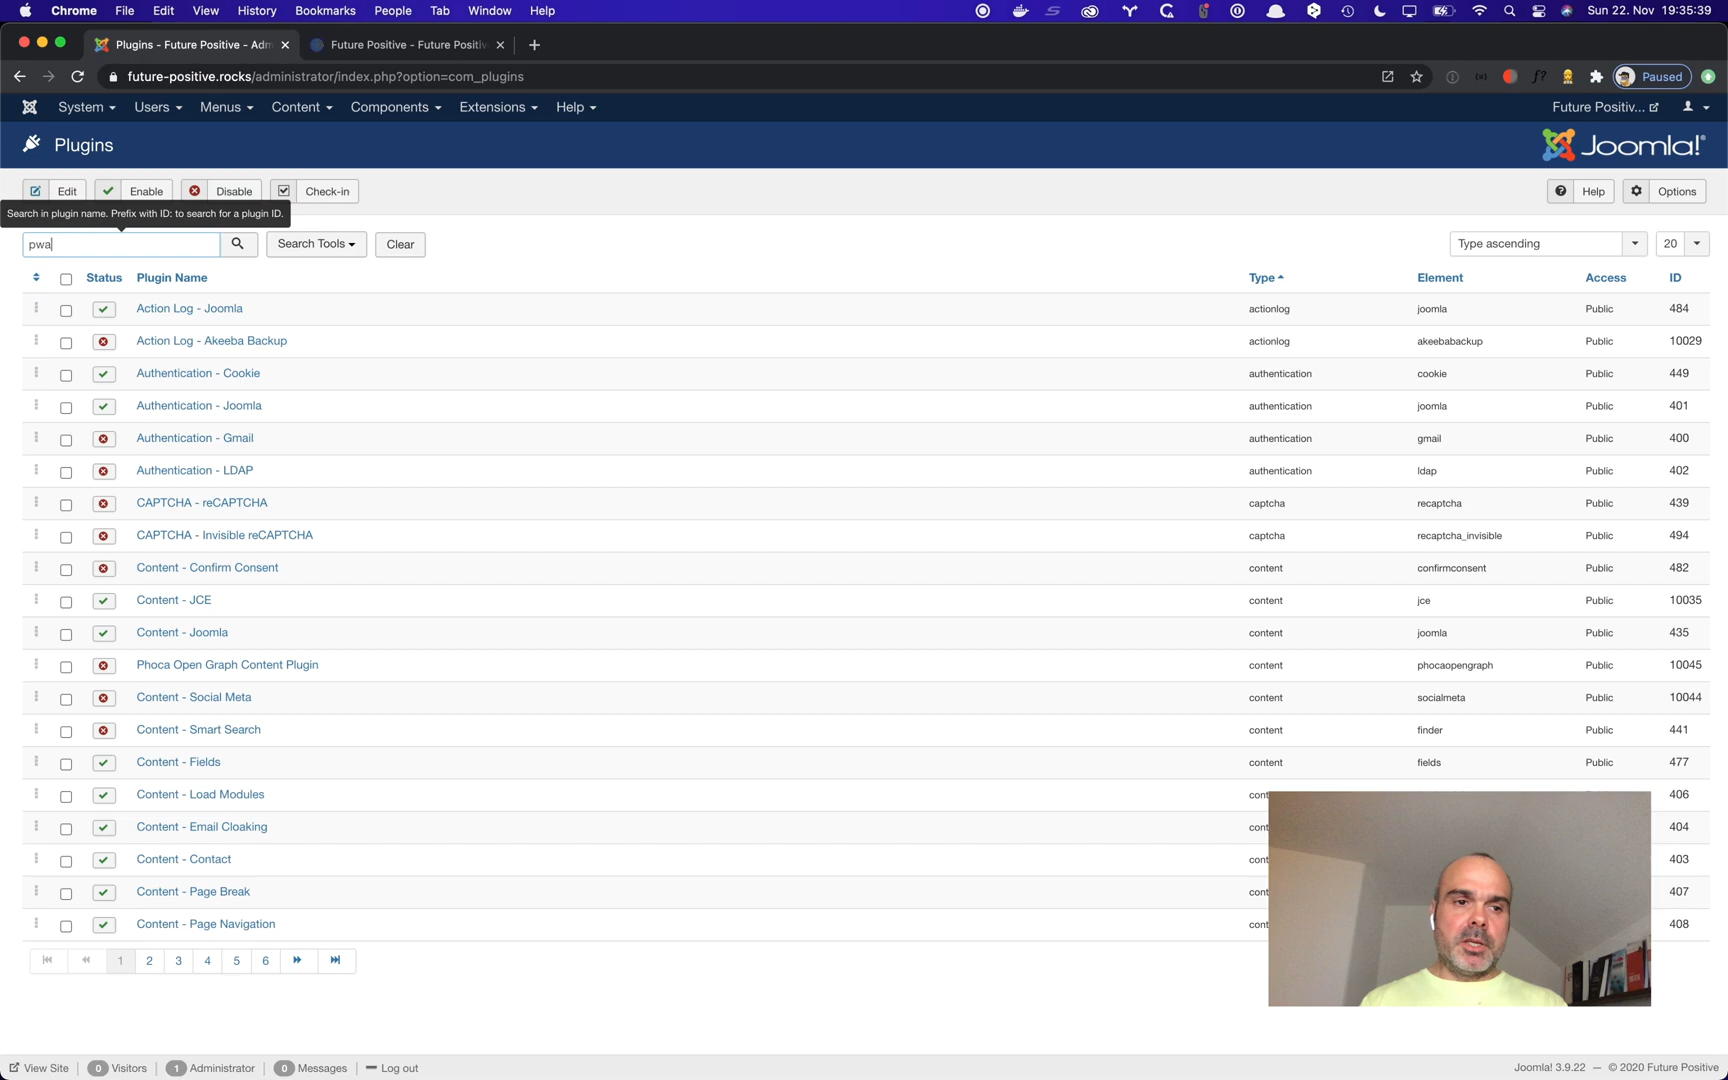 Chrome File Edit View History Bookmarks People Tab Window Help Sun 22. Nov 19:35:39
Plugins - Future Positive - Adm Future Positive - Future Positiv
future-positive.rocks/administrator/index.php?option=com_plugins Paused
System Users Menus Content Components Extensions Help Future Positiv...
Plugins Joomla!
Edit Enable Disable Check-in Help Options
Search in plugin name. Prefix with ID: to search for a plugin ID.
pwa Search Tools Clear Type ascending 20
Status Plugin Name Type Element Access ID
Action Log - Joomla actionlog joomla Public 484
Action Log - Akeeba Backup actionlog akeebabackup Public 10029
Authentication - Cookie authentication cookie Public 449
Authentication - Joomla authentication joomla Public 401
Authentication - Gmail authentication gmail Public 400
Authentication - LDAP authentication ldap Public 402
CAPTCHA - reCAPTCHA captcha recaptcha Public 439
CAPTCHA - Invisible reCAPTCHA captcha recaptcha_invisible Public 494
Content - Confirm Consent content confirmconsent Public 482
Content - JCE content jce Public 10035
Content - Joomla content joomla Public 435
Phoca Open Graph Content Plugin content phocaopengraph Public 10045
Content - Social Meta content socialmeta Public 10044
Content - Smart Search content finder Public 441
Content - Fields content fields Public 477
Content - Load Modules cont 406
Content - Email Cloaking cont 404
Content - Contact cont 403
Content - Page Break cont 407
Content - Page Navigation cont 408
1 2 3 4 5 6
View Site 0 Visitors 1 Administrator 0 Messages Log out Joomla! 3.9.22 — © 2020 Future Positive